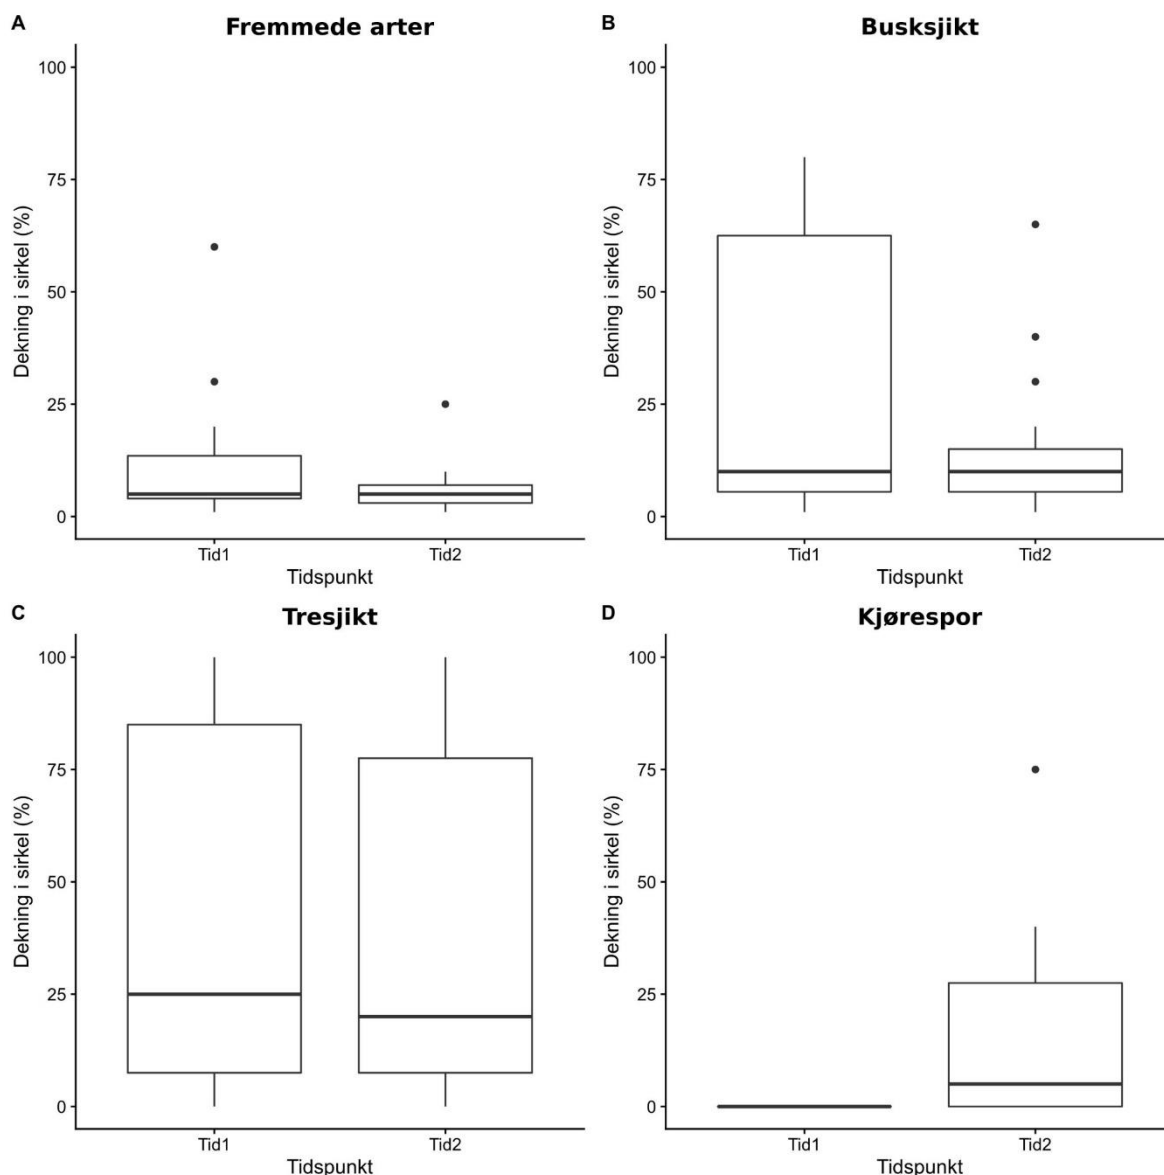 A
Fremmede arter
100
75
50
25
0
Dekning i sirkel (%)
Tid1
Tid2
Tidspunkt
B
Busksjikt
100
75
50
25
0
Dekning i sirkel (%)
Tid1
Tid2
Tidspunkt
C
Tresjikt
100
75
50
25
0
Dekning i sirkel (%)
Tid1
Tid2
Tidspunkt
D
Kjørespor
100
75
50
25
0
Dekning i sirkel (%)
Tid1
Tid2
Tidspunkt